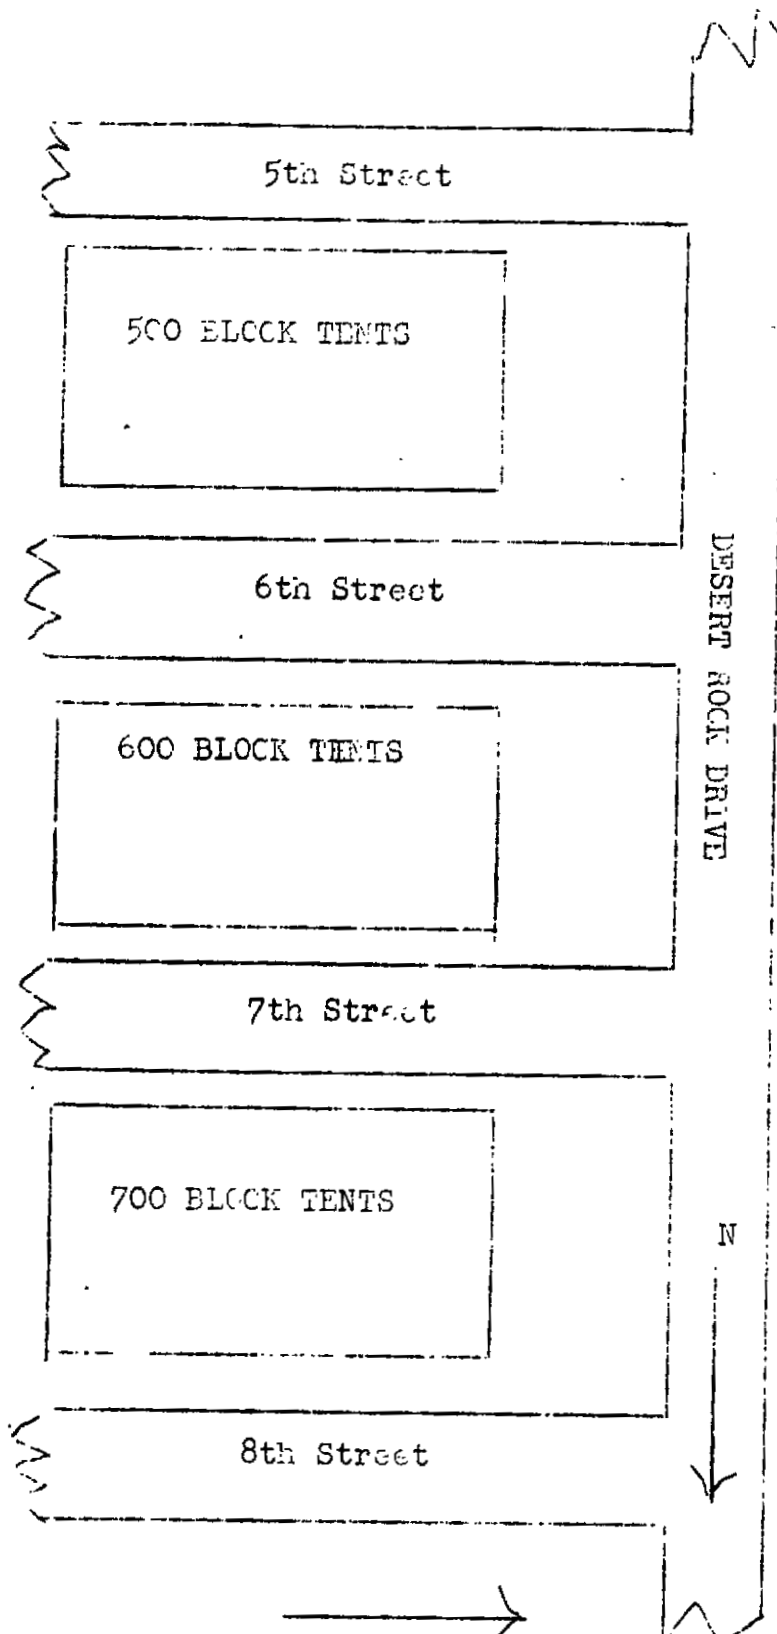 5th Street
500 BLOCK TENTS
6th Street
DESERT ROCK DRIVE
600 BLOCK TENTS
7th Street
700 BLOCK TENTS
N
8th Street